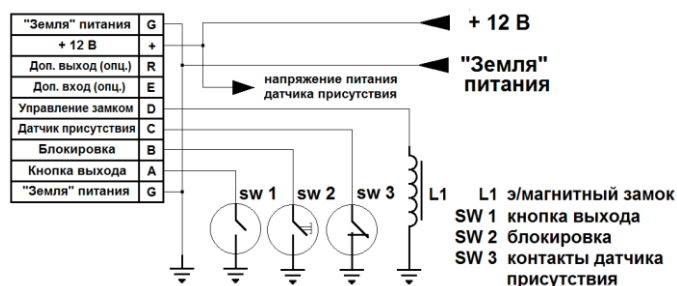 "Земля" питания G
+ 12 В +
Доп. выход (опц.) R
Доп. вход (опц.) E
Управление замком D
Датчик присутствия C
Блокировка B
Кнопка выхода A
"Земля" питания G
+ 12 В
"Земля"
питания
напряжение питания
датчика присутствия
sw 1
sw 2
sw 3
L1
L1 э/магнитный замок
SW 1 кнопка выхода
SW 2 блокировка
SW 3 контакты датчика
присутствия